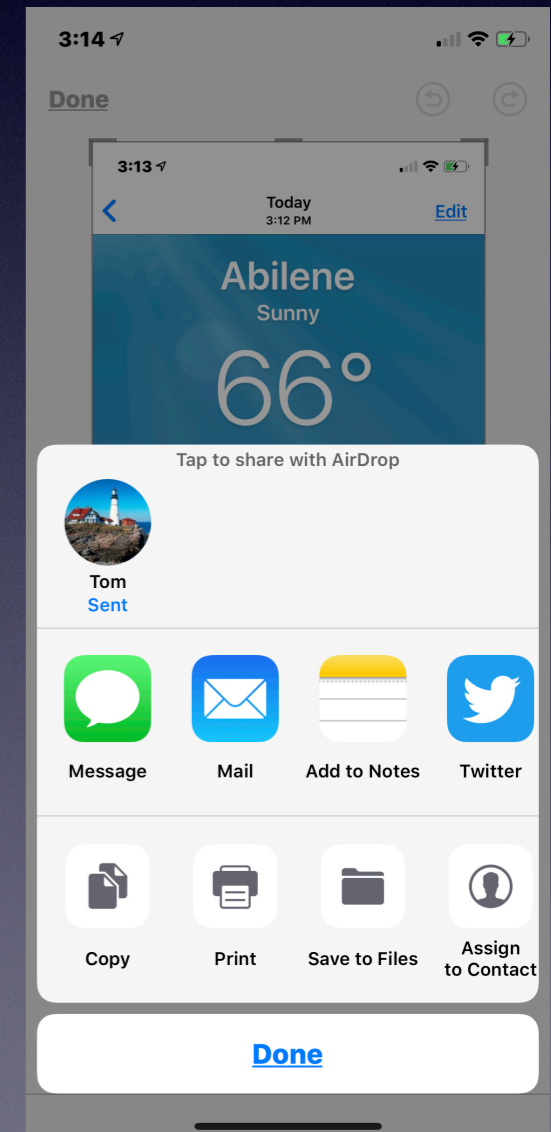 3:14
Done
3:13
Today
3:12 PM
Edit
Abilene
Sunny
66°
Tap to share with AirDrop
Tom
Sent
Message
Mail
Add to Notes
Twitter
Copy
Print
Save to Files
Assign
to Contact
Done